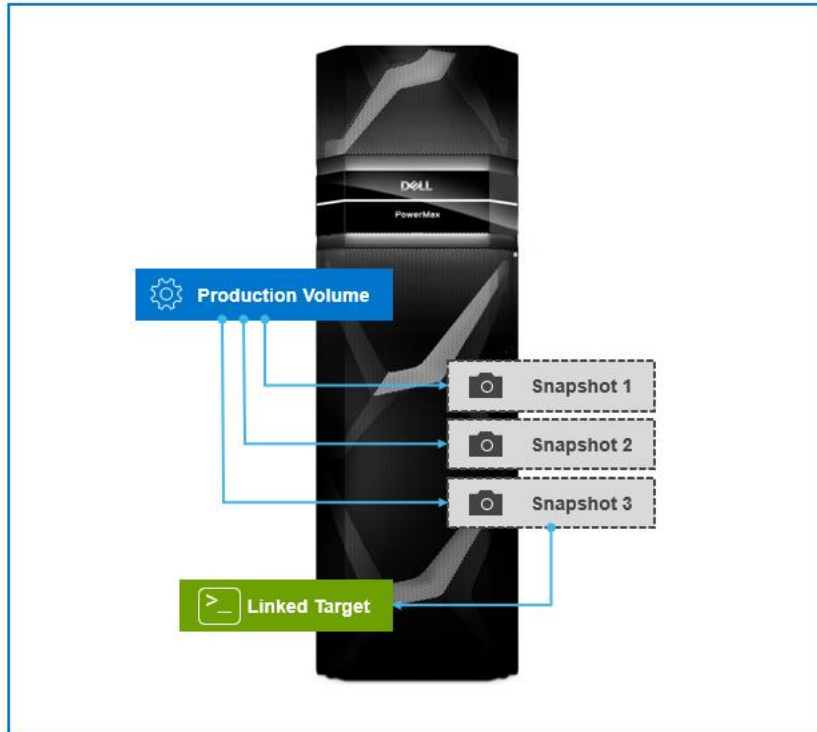 DELL
PowerMax
Production Volume
Snapshot 1
Snapshot 2
Snapshot 3
>_ Linked Target